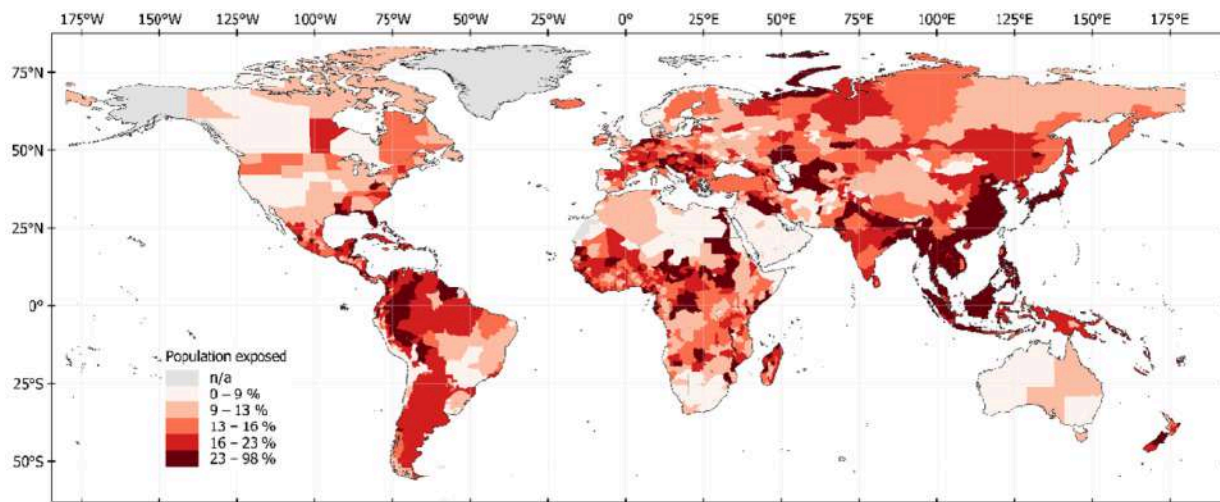 175°W 150°W 125°W 100°W 75°W 50°W 25°W 0° 25°E 50°E 75°E 100°E 125°E 150°E 175°E
75°N
50°N
25°N
0°
25°S
50°S
Population exposed
n/a
0 – 9 %
9 – 13 %
13 – 16 %
16 – 23 %
23 – 98 %